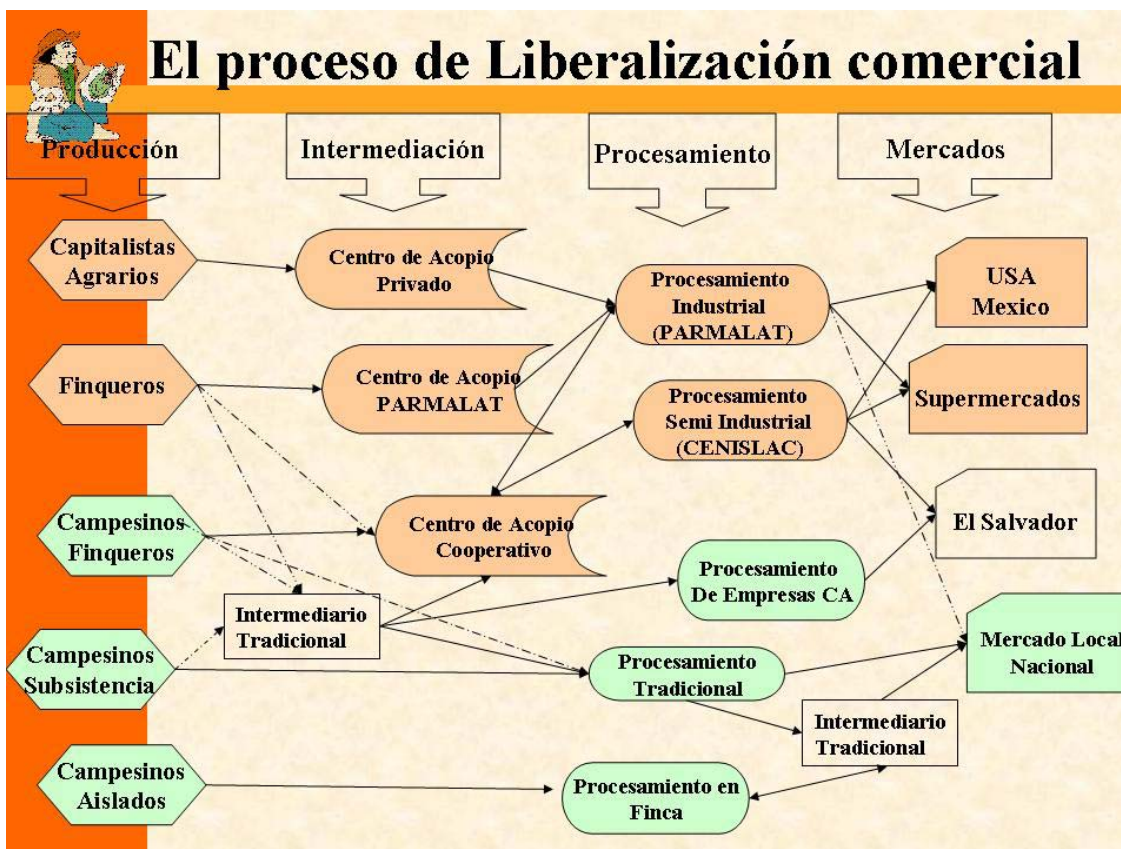 El proceso de Liberalización comercial
Producción
Intermediación
Procesamiento
Mercados
Capitalistas
Agrarios
Centro de Acopio
Privado
Procesamiento
Industrial
(PARMALAT)
USA
Mexico
Finqueros
Centro de Acopio
PARMALAT
Procesamiento
Semi Industrial
(CENISLAC)
Supermercados
Campesinos
Finqueros
Centro de Acopio
Cooperativo
El Salvador
Procesamiento
De Empresas CA
Intermediario
Tradicional
Campesinos
Subsistencia
Procesamiento
Tradicional
Mercado Local
Nacional
Intermediario
Tradicional
Campesinos
Aislados
Procesamiento en
Finca